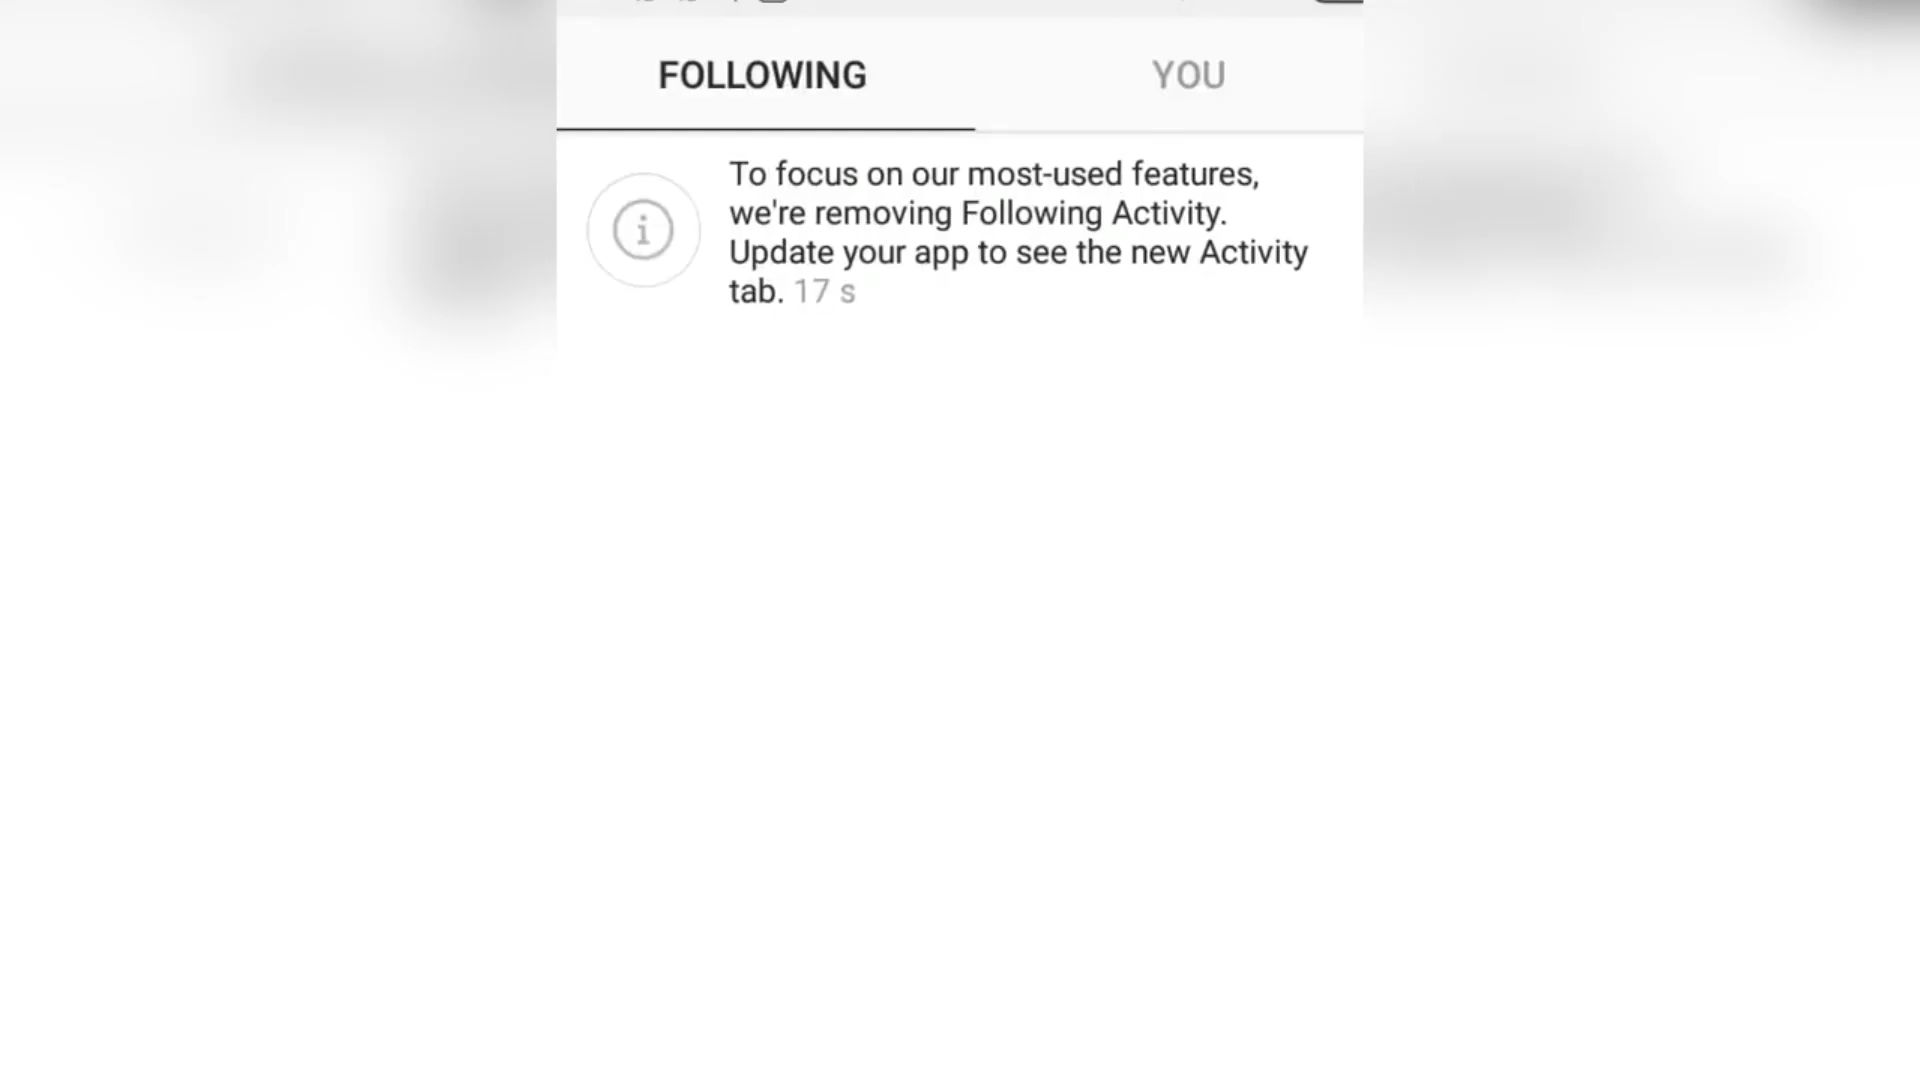 FOLLOWING YOU
To focus on our most-used features,
we're removing Following Activity.
Update your app to see the new Activity
tab. 17 s